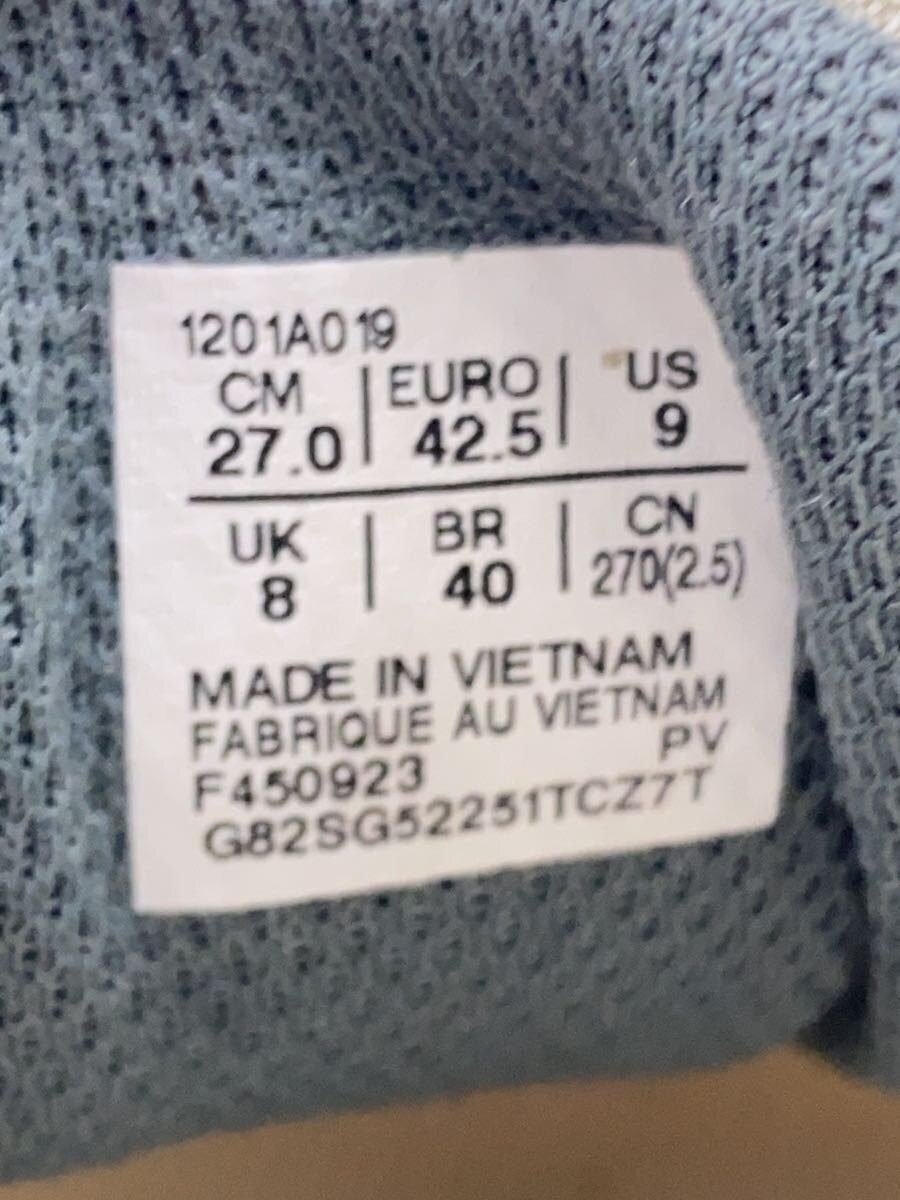 1201A019
CM | EURO | US
27.0 | 42.5 | 9
UK | BR | CN
8 | 40 | 270(2.5)
MADE IN VIETNAM
FABRIQUE AU VIETNAM
F450923 PV
G82SG52251TCZ7T